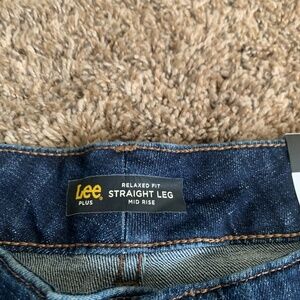 Lee
PLUS
RELAXED FIT
STRAIGHT LEG
MID RISE